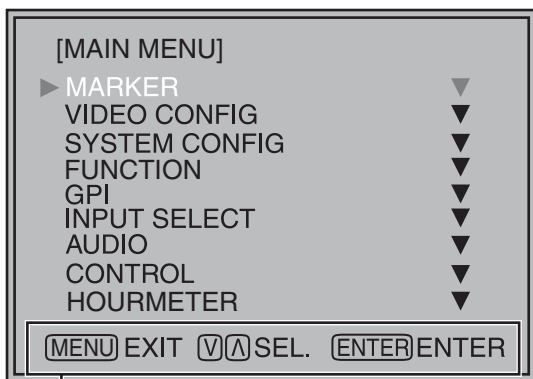 [MAIN MENU]
▶ MARKER ▼
VIDEO CONFIG ▼
SYSTEM CONFIG ▼
FUNCTION ▼
GPI ▼
INPUT SELECT ▼
AUDIO ▼
CONTROL ▼
HOURMETER ▼
MENU EXIT V Λ SEL. ENTER ENTER